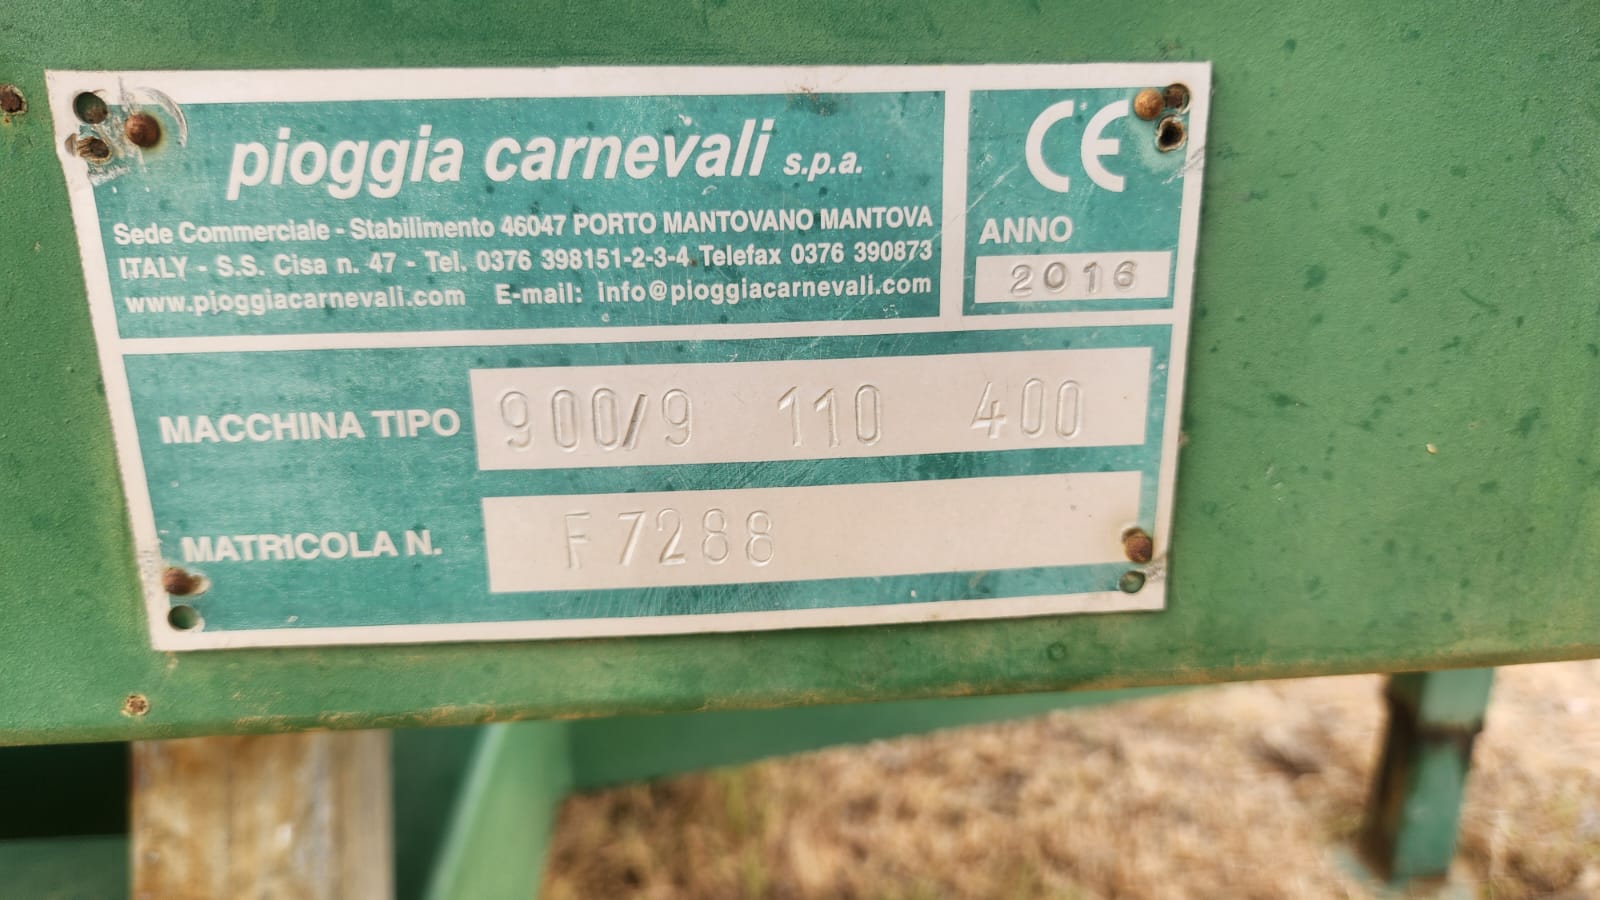 pioggia carnevali s.p.a.
Sede Commerciale - Stabilimento 46047 PORTO MANTOVANO MANTOVA
ITALY - S.S. Cisa n. 47 - Tel. 0376 398151-2-3-4 Telefax 0376 390873
www.pioggiacarnevali.com E-mail: info@pioggiacarnevali.com
CE
ANNO
2016
MACCHINA TIPO 900/9 110 400
MATRICOLA N. F7288